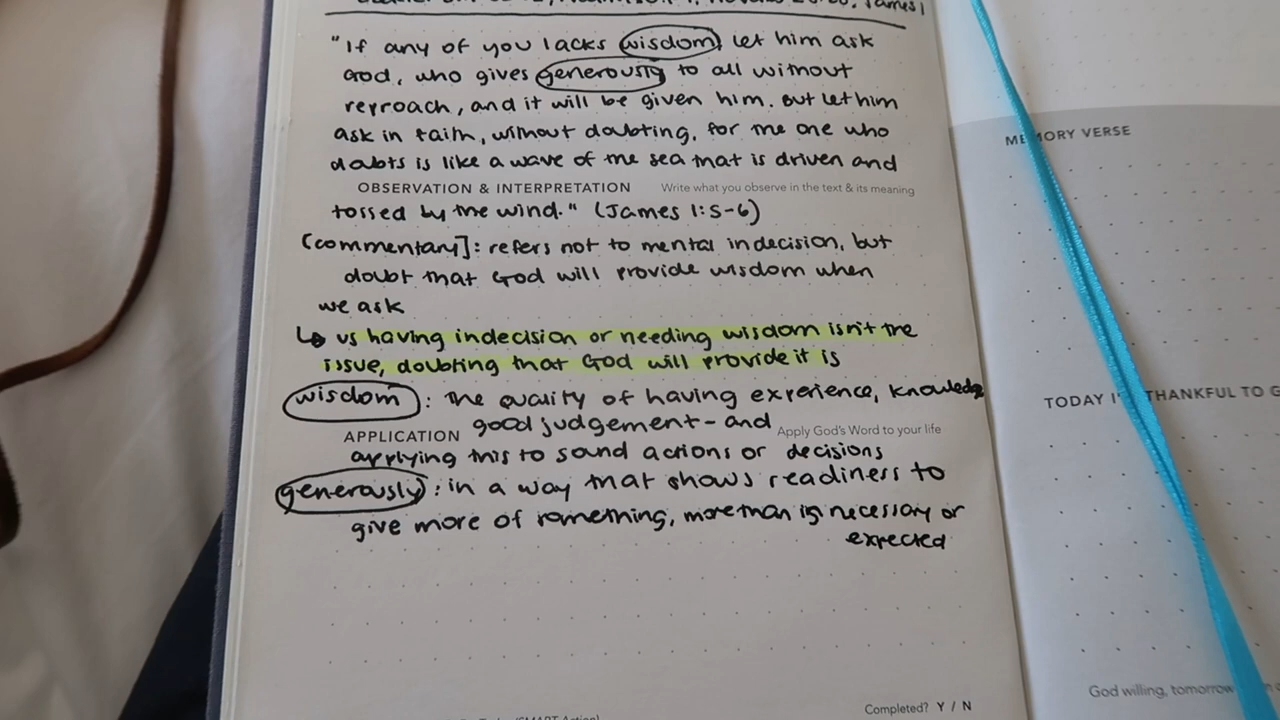 James 1
"If any of you lacks wisdom, let him ask
God, who gives generously to all without
reproach, and it will be given him. But let him
ask in faith, without doubting, for the one who
doubts is like a wave of the sea that is driven and
OBSERVATION & INTERPRETATION Write what you observe in the text & its meaning
tossed by the wind." (James 1:5-6)
[commentary]: refers not to mental indecision, but
doubt that God will provide wisdom when
we ask
↳ us having indecision or needing wisdom isn't the
issue, doubting that God will provide it is
wisdom: the quality of having experience, knowledge
good judgement - and
APPLICATION Apply God's Word to your life
applying this to sound actions or decisions
generously: in a way that shows readiness to
give more of something, more than is necessary or
expected
Completed? Y / N
MEMORY VERSE
TODAY I' THANKFUL TO G
God willing, tomorrow